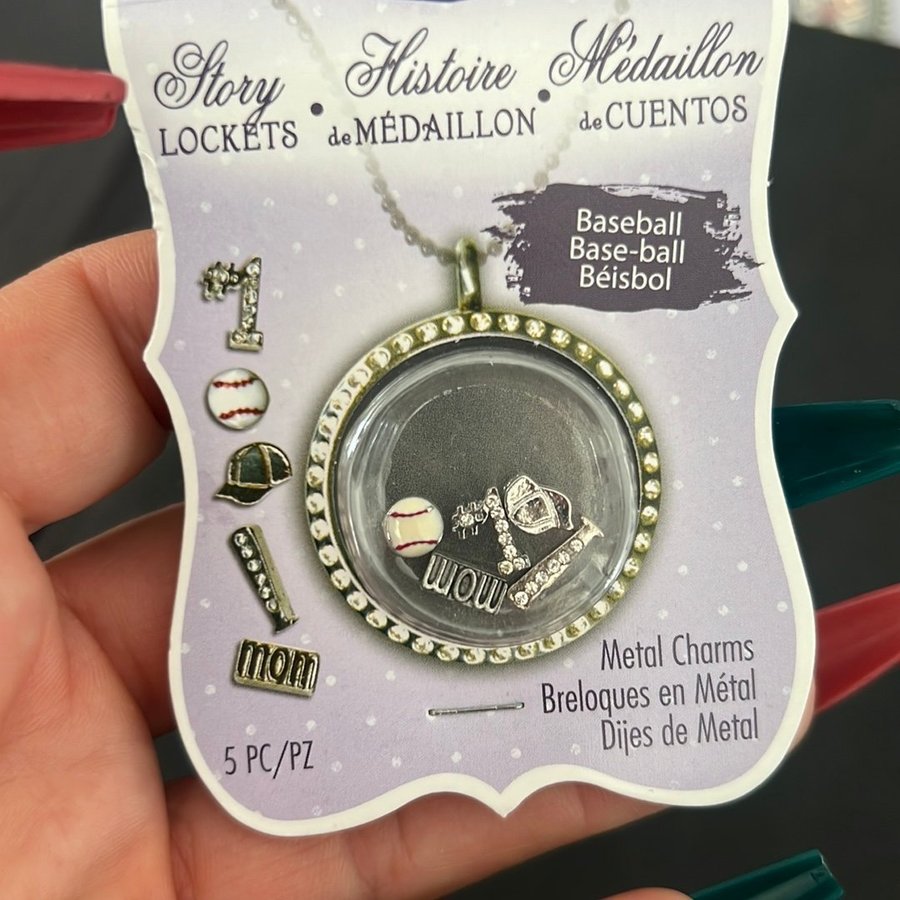 Story LOCKETS • Histoire de MÉDAILLON • Médaillon de CUENTOS
Baseball
Base-ball
Béisbol
#1
mom
#1
mom
Metal Charms
Breloques en Métal
Dijes de Metal
5 PC/PZ